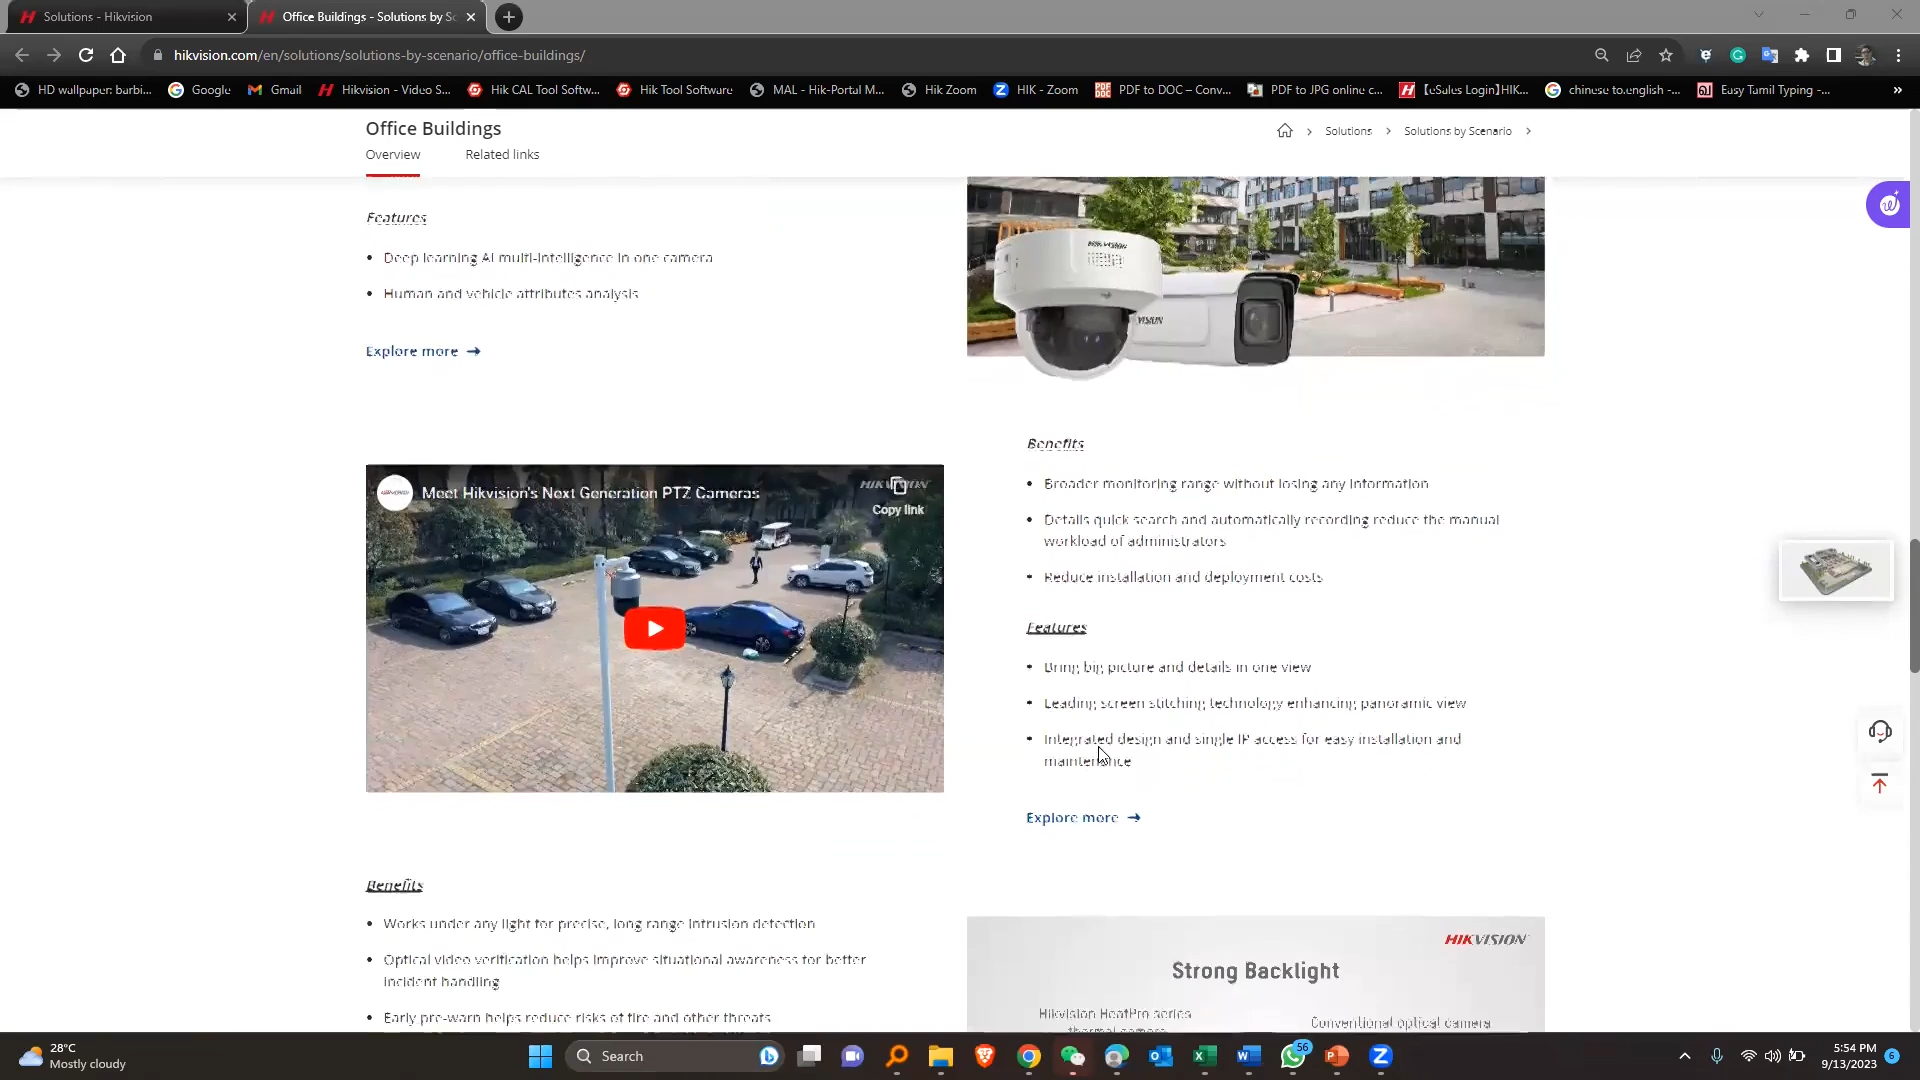 Solutions - Hikvision
Office Buildings - Solutions by Sc
hikvision.com/en/solutions/solutions-by-scenario/office-buildings/
HD wallpaper: barbi...
Google
Gmail
Hikvision - Video S...
Hik CAL Tool Softw...
Hik Tool Software
MAL - Hik-Portal M...
Hik Zoom
HIK - Zoom
PDF to DOC – Conv...
PDF to JPG online c...
【eSales Login】HIK...
chinese to.english -...
Easy Tamil Typing -...
Office Buildings
Solutions
Solutions by Scenario
Overview
Related links
Features
Deep learning AI multi-intelligence in one camera
Human and vehicle attributes analysis
Explore more
HIKVISION
VISION
Meet Hikvision's Next Generation PTZ Cameras
HIKVISION
Copy link
Benefits
Broader monitoring range without losing any information
Details quick search and automatically recording reduce the manual
workload of administrators
Reduce installation and deployment costs
Features
Bring big picture and details in one view
Leading screen stitching technology enhancing panoramic view
Integrated design and single IP access for easy installation and
maintenance
Explore more
Benefits
Works under any light for precise, long range intrusion detection
Optical video verification helps improve situational awareness for better
incident handling
Early pre-warn helps reduce risks of fire and other threats
HIKVISION
Strong Backlight
Hikvision HeatPro series
thermal camera
Conventional optical camera
28°C
Mostly cloudy
Search
56
5:54 PM
9/13/2023
6